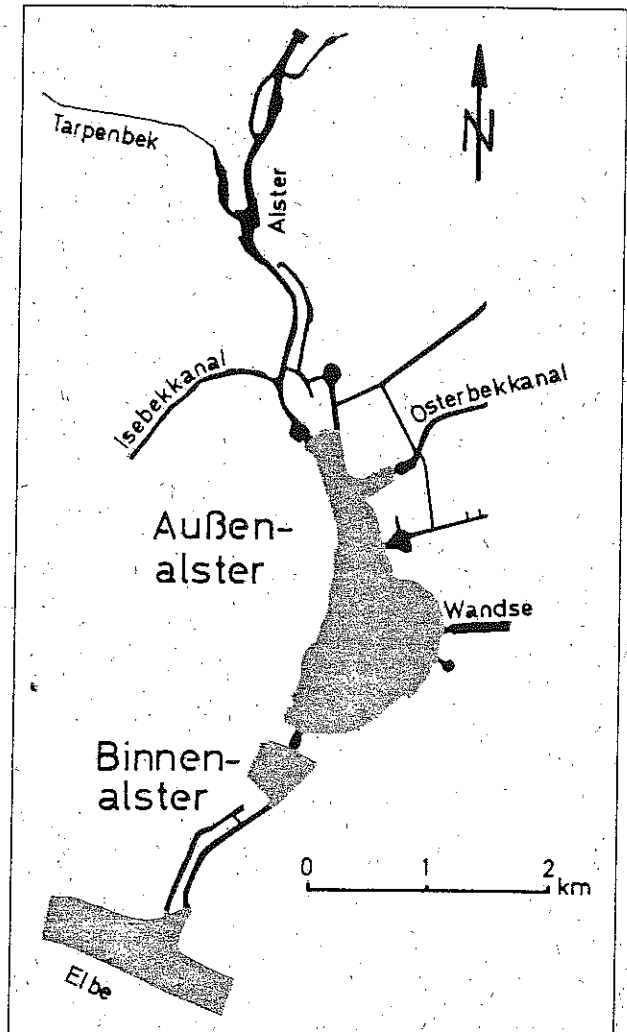 N
Tarpenbek
Alster
Isebekkanal
Osterbekkanal
Außen-
alster
Wandse
Binnen-
alster
0 1 2
km
Elbe